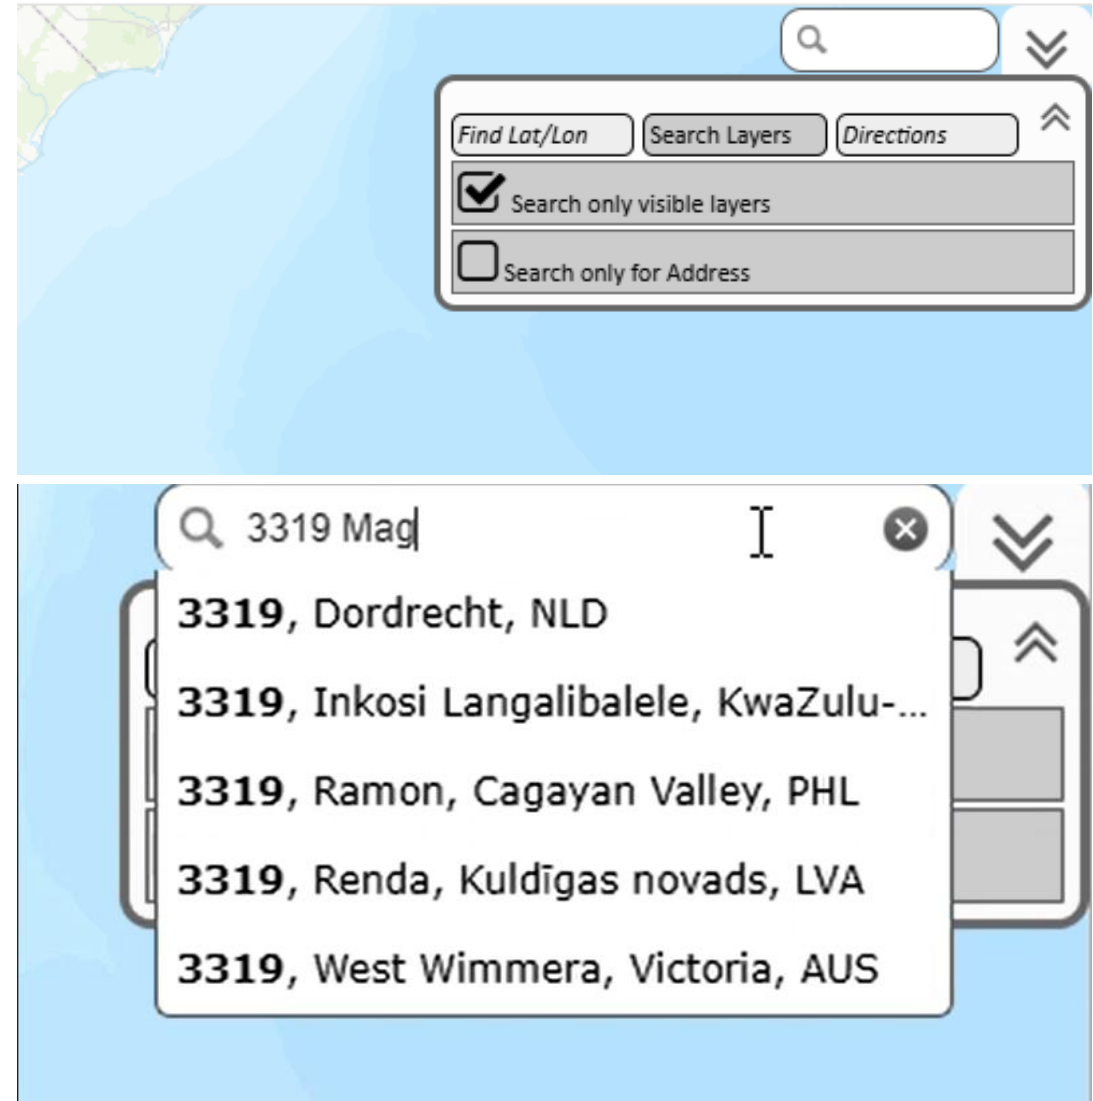 Find Lat/Lon Search Layers Directions
Search only visible layers
Search only for Address
3319 Mag
3319, Dordrecht, NLD
3319, Inkosi Langalibalele, KwaZulu-...
3319, Ramon, Cagayan Valley, PHL
3319, Renda, Kuldīgas novads, LVA
3319, West Wimmera, Victoria, AUS